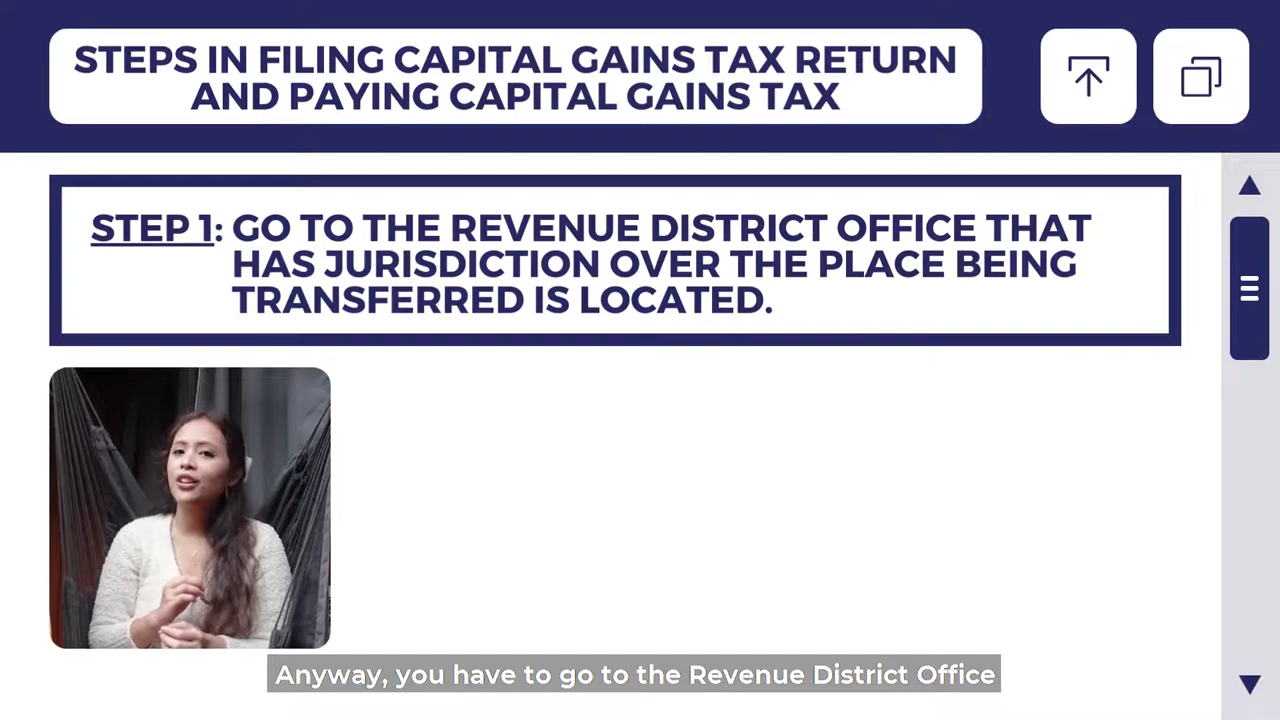 STEPS IN FILING CAPITAL GAINS TAX RETURN
AND PAYING CAPITAL GAINS TAX
STEP 1: GO TO THE REVENUE DISTRICT OFFICE THAT
HAS JURISDICTION OVER THE PLACE BEING
TRANSFERRED IS LOCATED.
Anyway, you have to go to the Revenue District Office